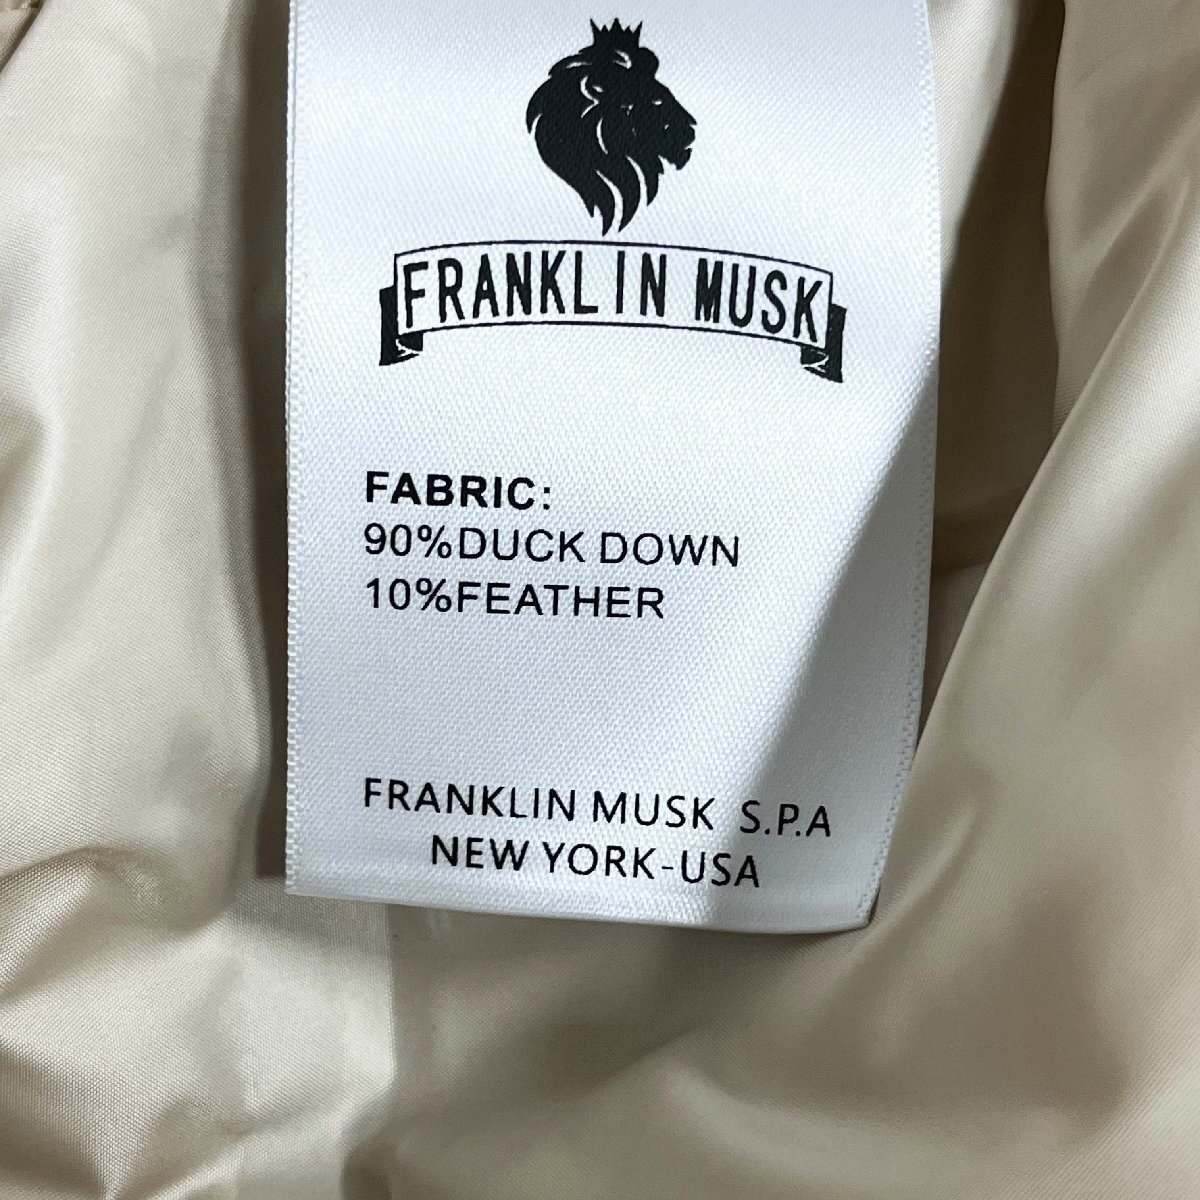 FRANKLIN MUSK
FABRIC:
90%DUCK DOWN
10%FEATHER
FRANKLIN MUSK S.P.A
NEW YORK-USA